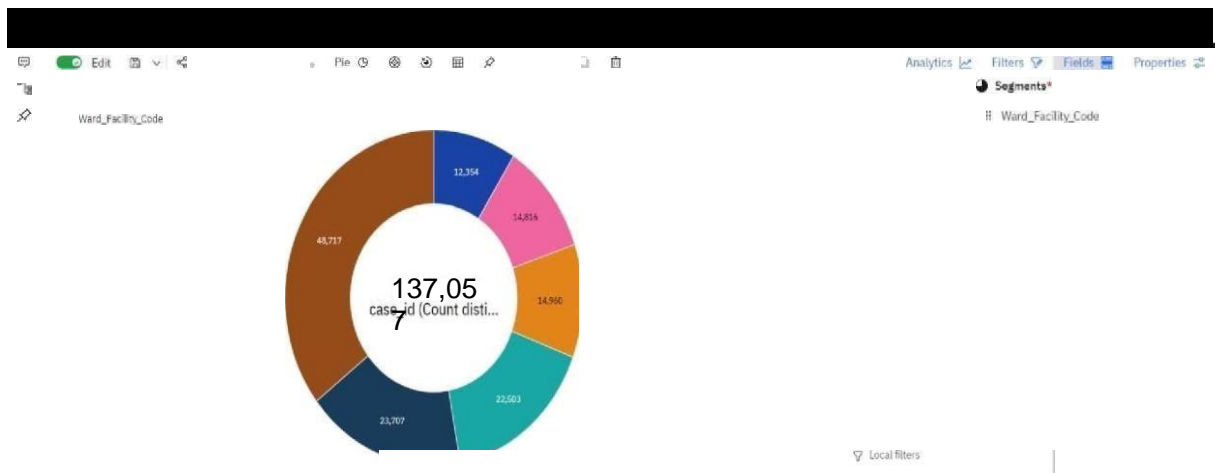 Edit
Pie
Analytics Filters Fields Properties
Segments*
Ward_Facility_Code
Ward_Facility_Code
12,354
14,816
48,717
137,05
7
case_id (Count disti...
14,960
22,503
23,707
Local filters